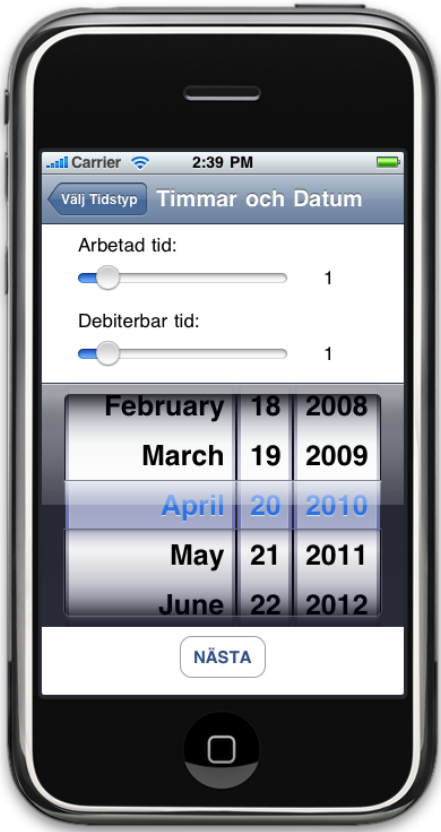 Carrier 2:39 PM
Välj Tidstyp Timmar och Datum
Arbetad tid:
1
Debiterbar tid:
1
February 18 2008
March 19 2009
April 20 2010
May 21 2011
June 22 2012
NÄSTA